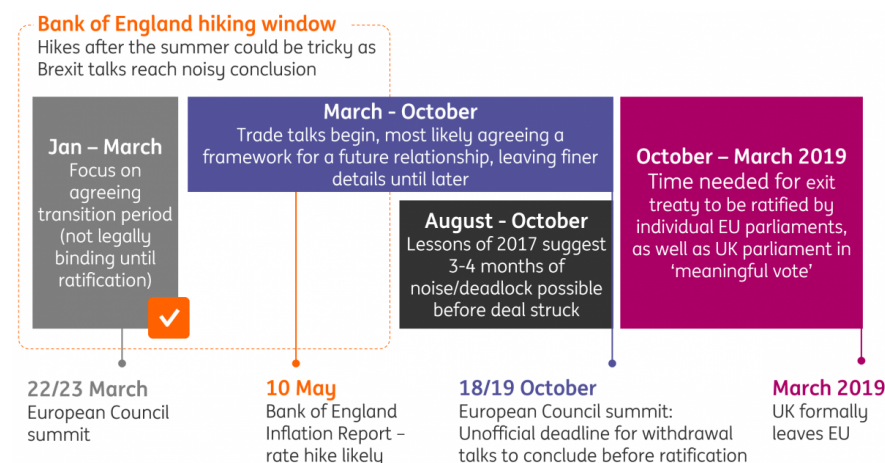 Bank of England hiking window
Hikes after the summer could be tricky as
Brexit talks reach noisy conclusion
Jan – March
Focus on
agreeing
transition period
(not legally
binding until
ratification)
March - October
Trade talks begin, most likely agreeing a
framework for a future relationship, leaving finer
details until later
August - October
Lessons of 2017 suggest
3-4 months of
noise/deadlock possible
before deal struck
October – March 2019
Time needed for exit
treaty to be ratified by
individual EU parliaments,
as well as UK parliament in
‘meaningful vote’
22/23 March
European Council
summit
10 May
Bank of England
Inflation Report –
rate hike likely
18/19 October
European Council summit:
Unofficial deadline for withdrawal
talks to conclude before ratification
March 2019
UK formally
leaves EU